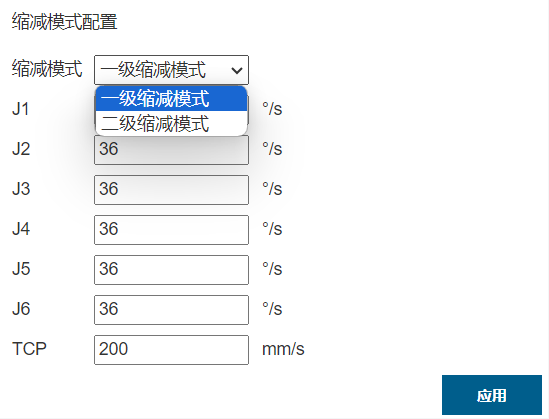 缩减模式配置
缩减模式 一级缩减模式
一级缩减模式
J1 °/s
二级缩减模式
J2 36 °/s
J3 36 °/s
J4 36 °/s
J5 36 °/s
J6 36 °/s
TCP 200 mm/s
应用